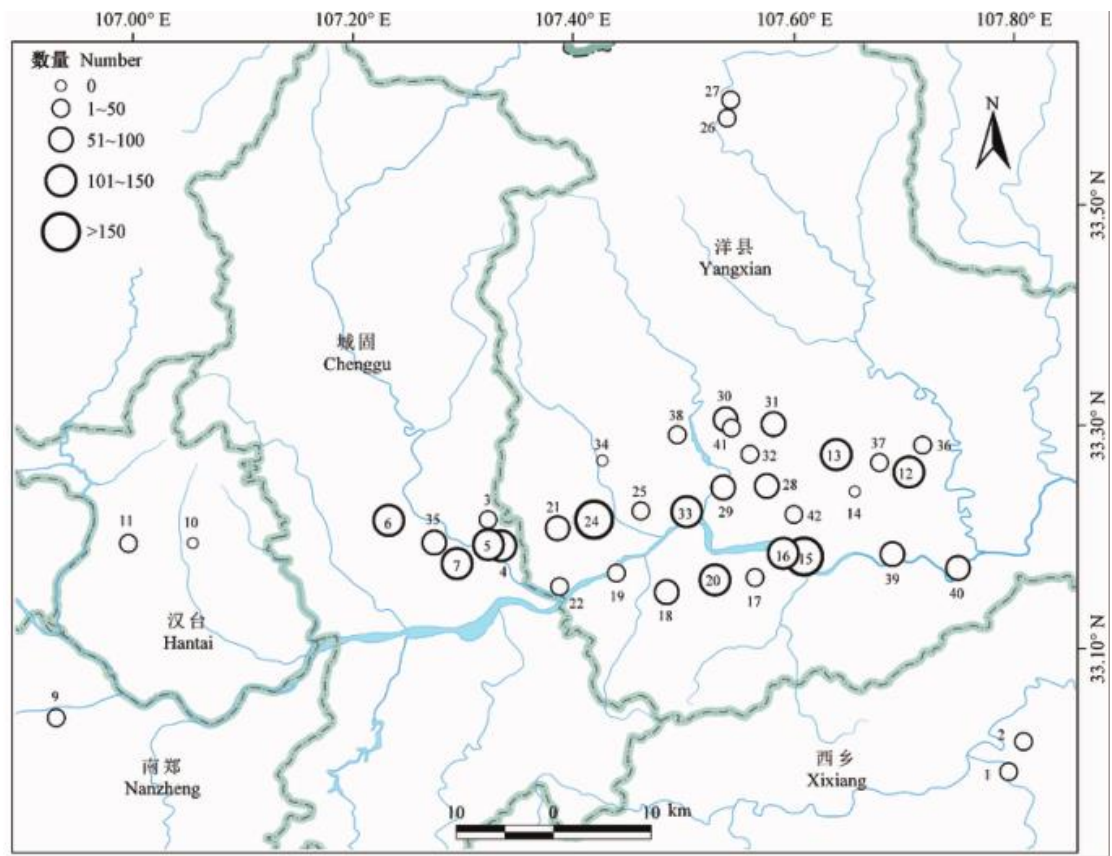 107.00° E 107.20° E 107.40° E 107.60° E 107.80° E
数量 Number
0
1~50
51~100
101~150
>150
27
26
N
33.50° N
洋县
Yangxian
城固
Chenggu
30
31
38
33.30° N
41
37
36
34
32
13
12
28
14
25
29
3
21
24
33
42
35
6
11
10
5
4
7
16
15
39
40
22
19
20
17
18
汉台
Hantai
33.10° N
9
2
西乡
Xixiang
1
南郑
Nanzheng
10 0 10 km